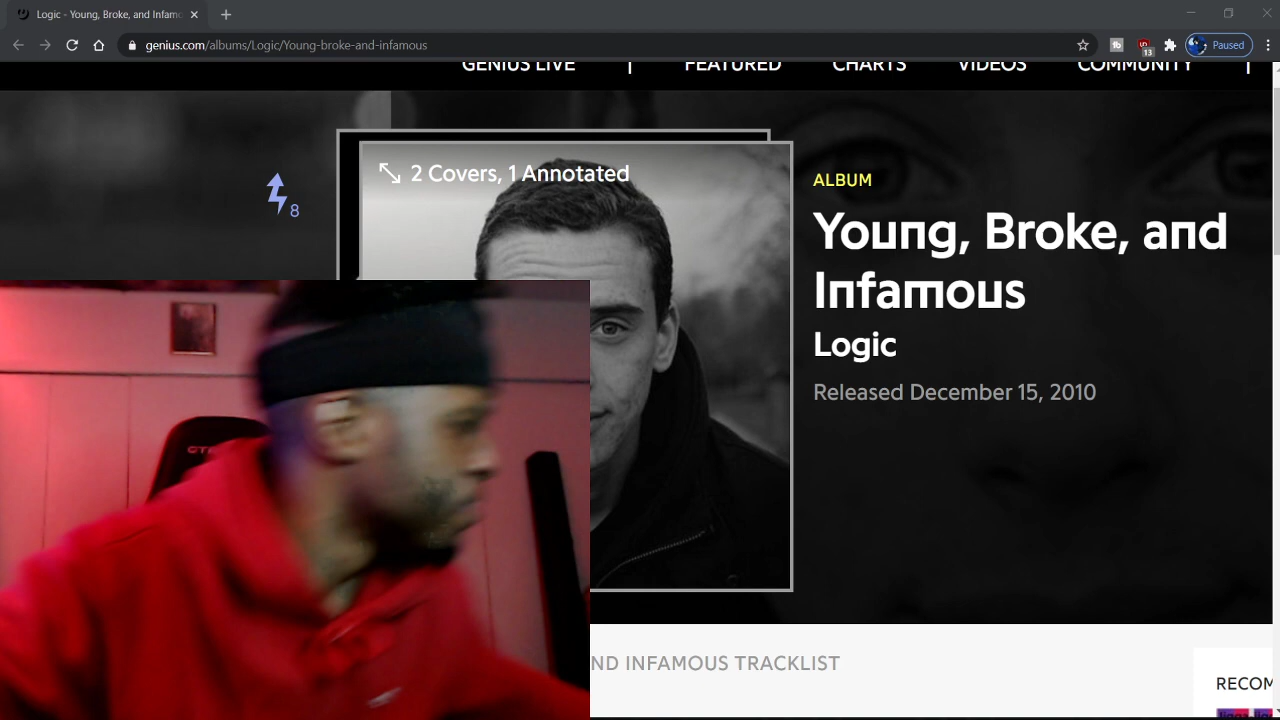 Logic - Young, Broke, and Infamo
genius.com/albums/Logic/Young-broke-and-infamous
13
Paused
GENIUS LIVE | FEATURED CHARTS VIDEOS COMMUNITY |
2 Covers, 1 Annotated
8
ALBUM
Young, Broke, and
Infamous
Logic
Released December 15, 2010
ND INFAMOUS TRACKLIST
RECOM